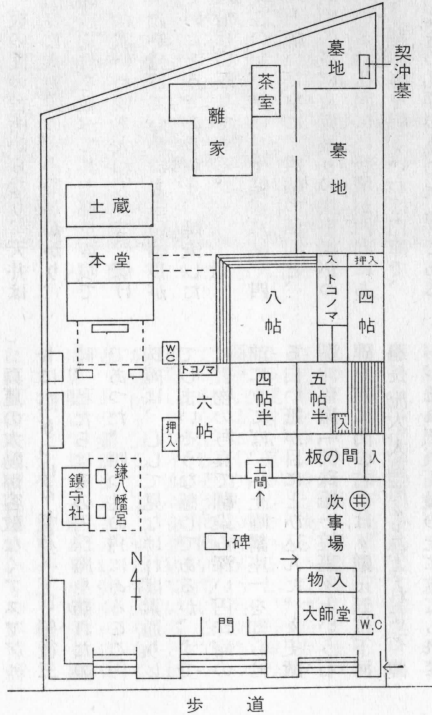 墓地
契沖墓
茶室
離家
墓地
土蔵
本堂
入
押入
八帖
トコノマ
四帖
WC
トコノマ
六帖
四帖半
五帖半
入
押入
板の間
入
土間
鎮守社
鎌八幡宮
炊事場
井
碑
N
物入
大師堂
W.C
門
歩道